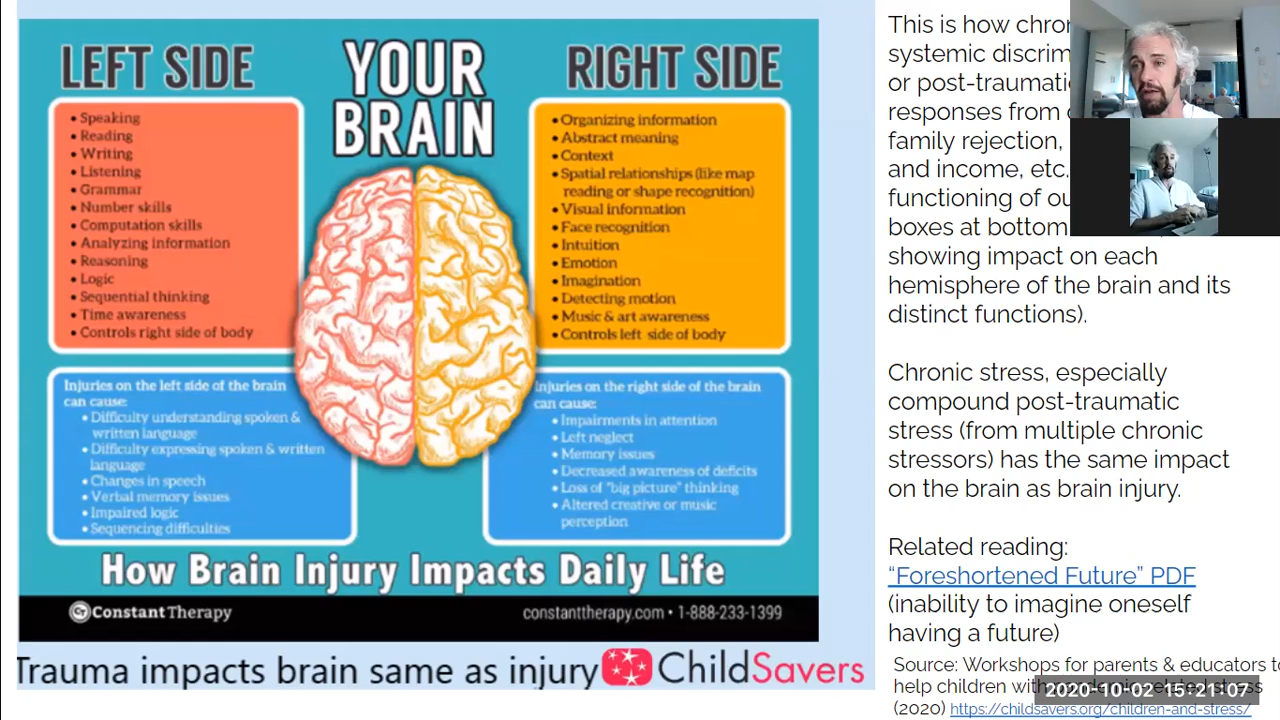 LEFT SIDE
YOUR
BRAIN
RIGHT SIDE
• Speaking
• Reading
• Writing
• Listening
• Grammar
• Number skills
• Computation skills
• Analyzing information
• Reasoning
• Logic
• Sequential thinking
• Time awareness
• Controls right side of body
• Organizing information
• Abstract meaning
• Context
• Spatial relationships (like map
reading or shape recognition)
• Visual information
• Face recognition
• Intuition
• Emotion
• Imagination
• Detecting motion
• Music & art awareness
• Controls left side of body
Injuries on the left side of the brain
can cause:
• Difficulty understanding spoken &
written language
• Difficulty expressing spoken & written
language
• Changes in speech
• Verbal memory issues
• Impaired logic
• Sequencing difficulties
Injuries on the right side of the brain
can cause:
• Impairments in attention
• Left neglect
• Memory issues
• Decreased awareness of deficits
• Loss of "big picture" thinking
• Altered creative or music
perception
How Brain Injury Impacts Daily Life
CT ConstantTherapy
constanttherapy.com • 1-888-233-1399
Trauma impacts brain same as injury
ChildSavers
This is how
systemic
or
responses from
family rejection,
and income, etc.
functioning of
boxes at bottom
showing impact on each
hemisphere of the brain and its
distinct functions).
Chronic stress, especially
compound post-traumatic
stress (from multiple chronic
stressors) has the same impact
on the brain as brain injury.
Related reading:
“Foreshortened Future” PDF
(inability to imagine oneself
having a future)
Source: Workshops for parents & educators
help children
(2020) https://childsavers.org/children-and-stress/
2020-10-02 15:21:07